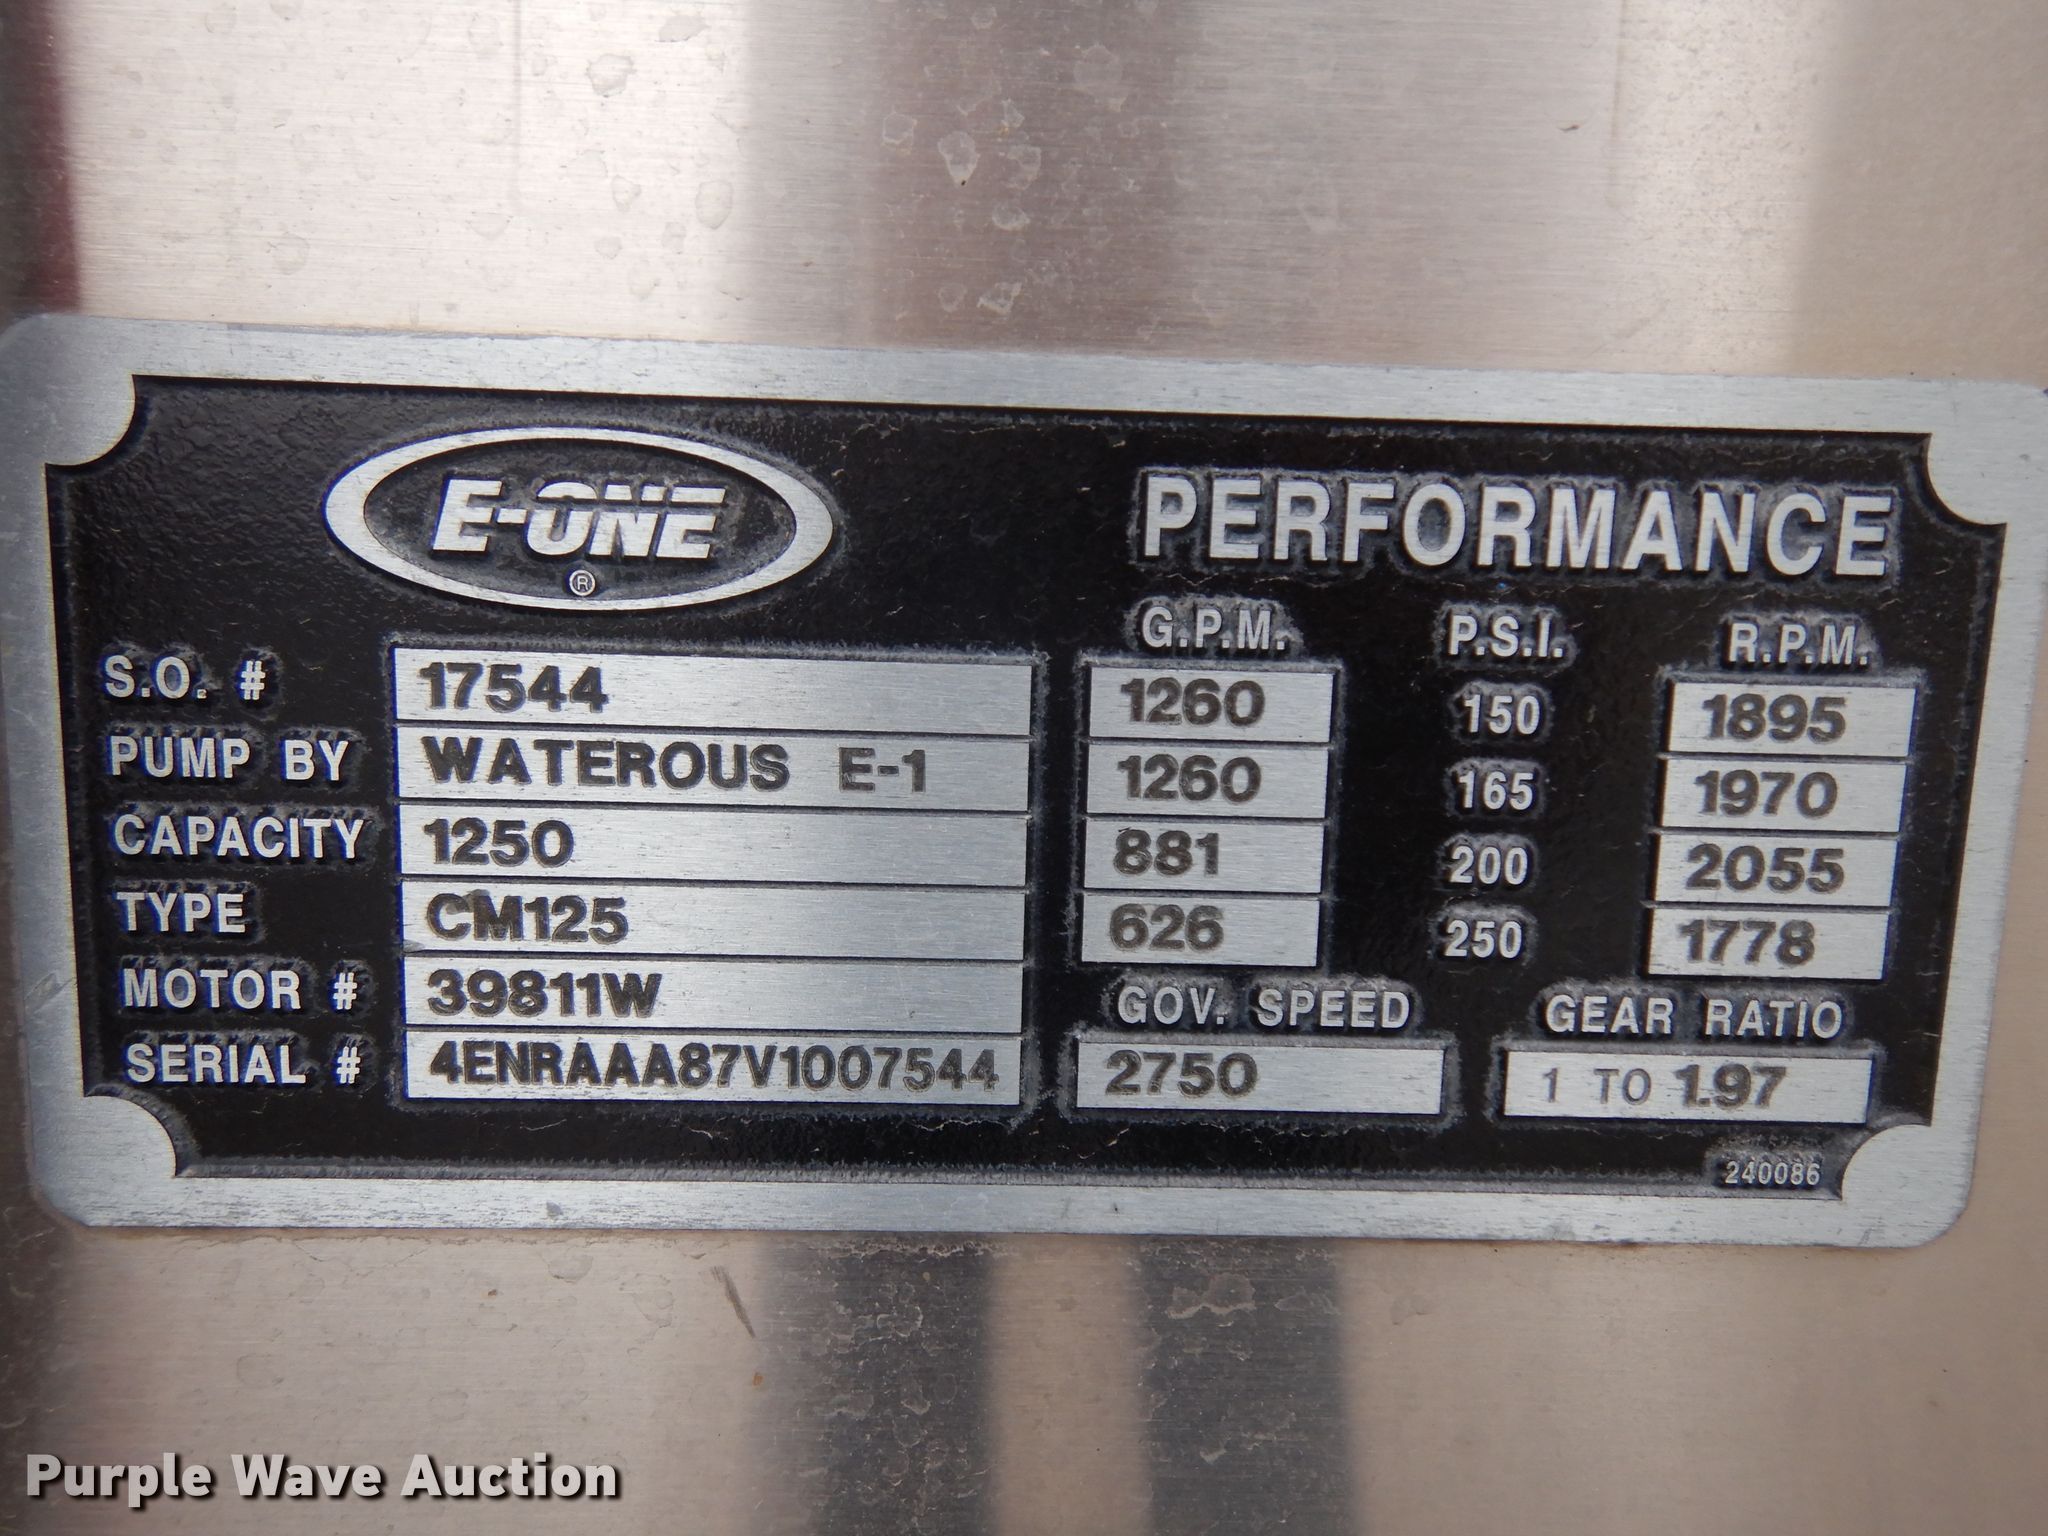 E-ONE
®
S.O. # 17544
PUMP BY WATEROUS E-1
CAPACITY 1250
TYPE CM125
MOTOR # 39811W
SERIAL # 4ENRAAA87V1007544
PERFORMANCE
G.P.M. P.S.I. R.P.M.
1260 150 1895
1260 165 1970
881 200 2055
626 250 1778
GOV. SPEED GEAR RATIO
2750 1 TO 1.97
240086
Purple Wave Auction